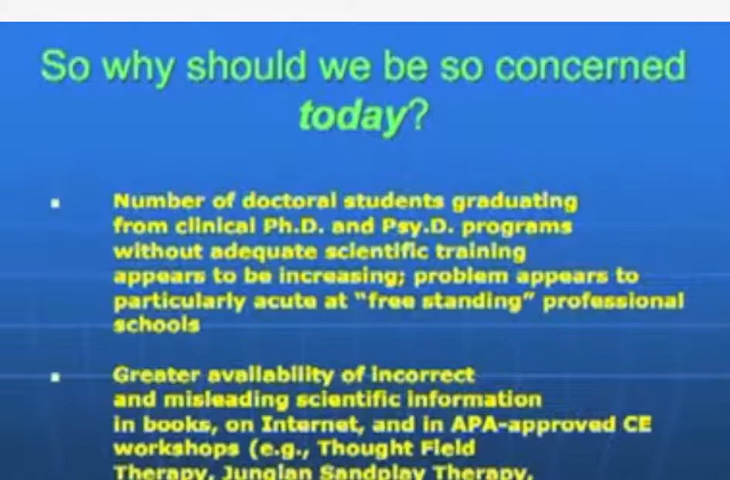 So why should we be so concerned
today?
Number of doctoral students graduating
from clinical Ph.D. and Psy.D. programs
without adequate scientific training
appears to be increasing; problem appears to
particularly acute at “free standing” professional
schools
Greater availability of incorrect
and misleading scientific information
in books, on Internet, and in APA-approved CE
workshops (e.g., Thought Field
Therapy, Jungian Sandplay Therapy,